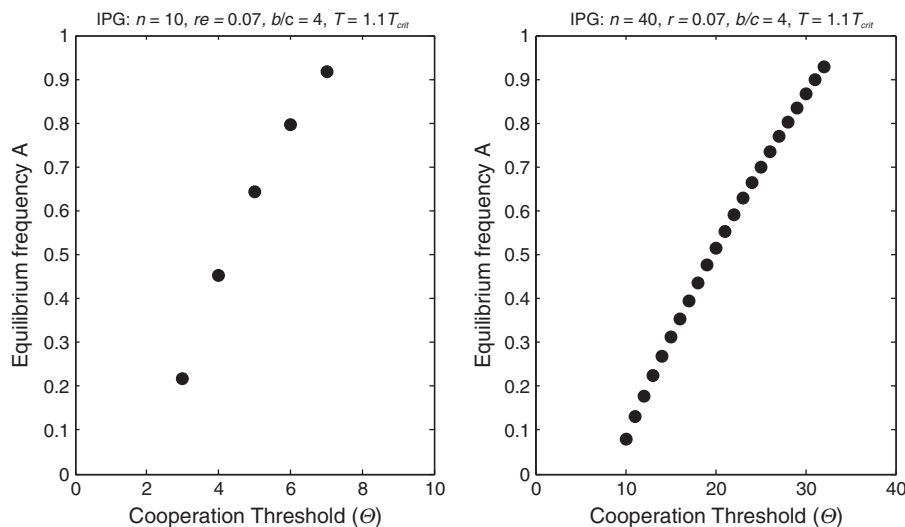 IPG: n = 10, re = 0.07, b/c = 4, T = 1.1T_crit
1
0.9
0.8
0.7
0.6
0.5
0.4
0.3
0.2
0.1
0
Equilibrium frequency A
0 2 4 6 8 10
Cooperation Threshold (Θ)
IPG: n = 40, r = 0.07, b/c = 4, T = 1.1T_crit
1
0.9
0.8
0.7
0.6
0.5
0.4
0.3
0.2
0.1
0
Equilibrium frequency A
0 10 20 30 40
Cooperation Threshold (Θ)